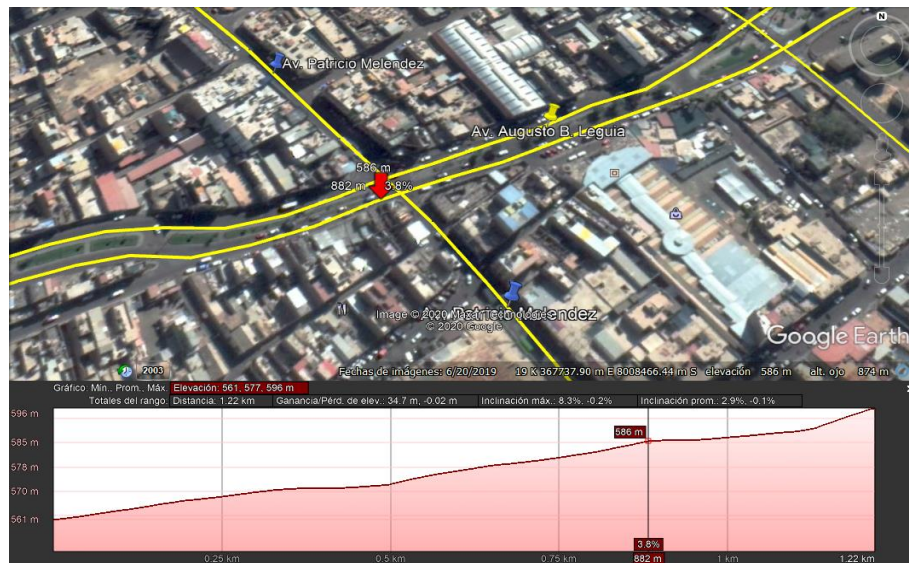 N
Av. Patricio Melendez
Av. Augusto B. Leguia
586 m
882 m 3.8%
Melendez
Image © 2020 Maxar Technologies
© 2020 Google
Google Earth
2003
Fechas de imágenes: 6/20/2019 19 K 367737.90 m E 8008466.44 m S elevación 586 m alt. ojo 874 m
Gráfico: Mín., Prom., Máx. Elevación: 561, 577, 596 m
Totales del rango: Distancia: 1.22 km Ganancia/Pérd. de elev.: 34.7 m, -0.02 m Inclinación máx.: 8.3%, -0.2% Inclinación prom.: 2.9%, -0.1%
596 m
586 m
585 m
578 m
570 m
561 m
3.8%
0.25 km 0.5 km 0.75 km 882 m 1 km 1.22 km